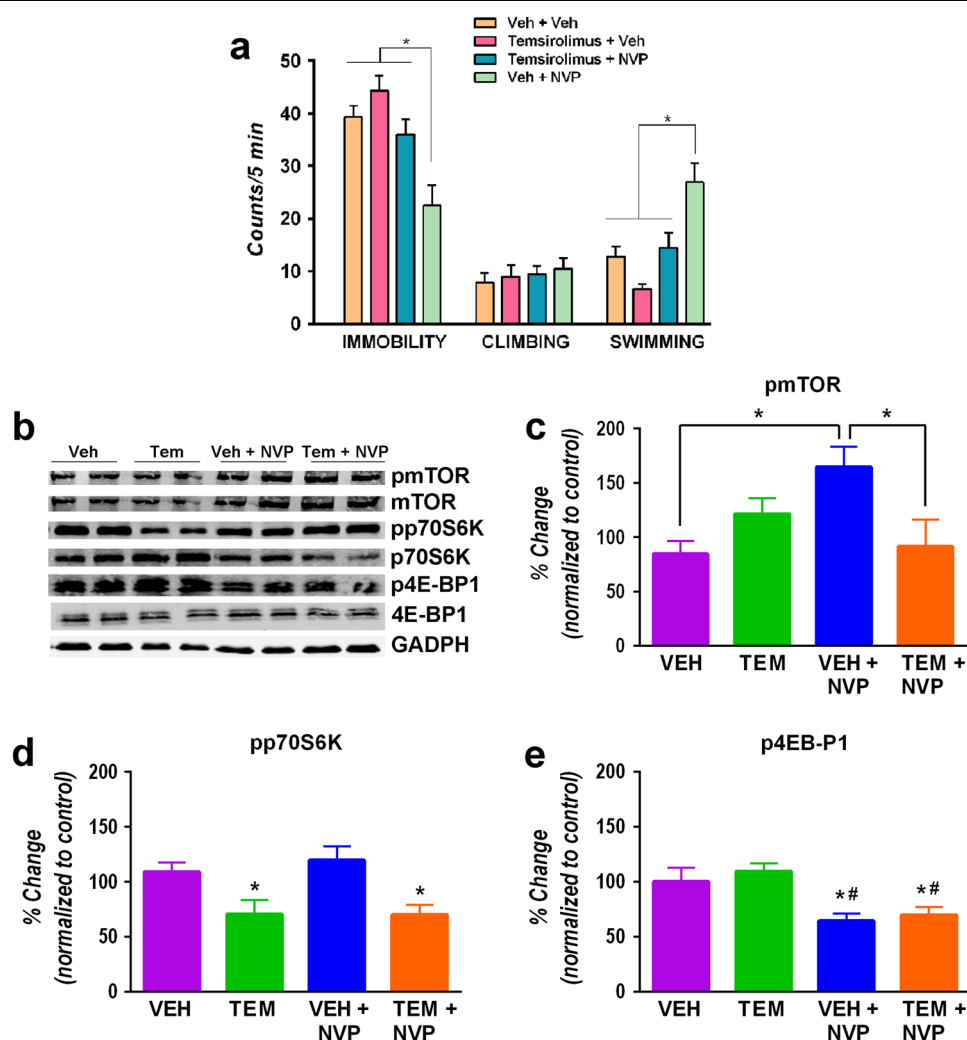 a
Veh + Veh
Temsirolimus + Veh
Temsirolimus + NVP
Veh + NVP
Counts/5 min
50
40
30
20
10
0
*
*
IMMOBILITY CLIMBING SWIMMING
b
Veh Tem Veh + NVP Tem + NVP
pmTOR
mTOR
pp70S6K
p70S6K
p4E-BP1
4E-BP1
GADPH
c
pmTOR
% Change
(normalized to control)
200
150
100
50
0
* *
VEH TEM VEH + NVP TEM + NVP
d
pp70S6K
% Change
(normalized to control)
200
150
100
50
0
* *
VEH TEM VEH + NVP TEM + NVP
e
p4EB-P1
% Change
(normalized to control)
200
150
100
50
0
*# *#
VEH TEM VEH + NVP TEM + NVP